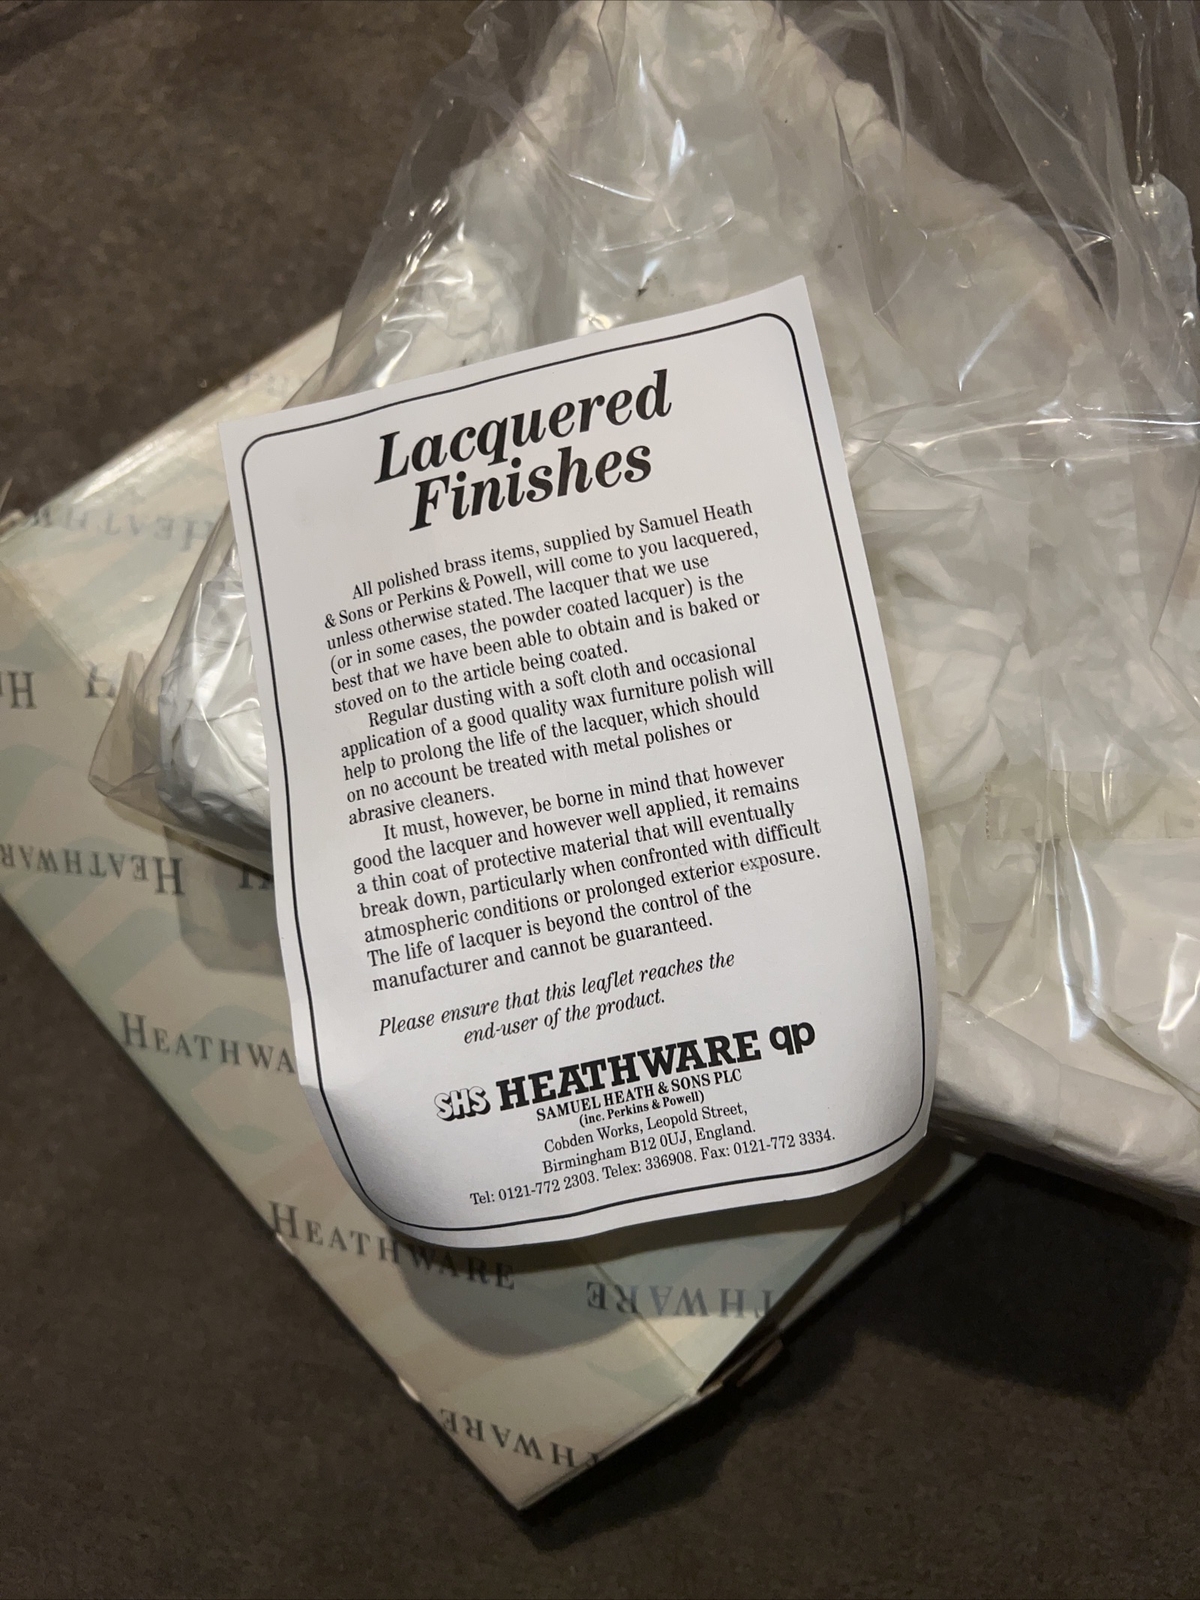 Lacquered
Finishes
All polished brass items, supplied by Samuel Heath
& Sons or Perkins & Powell, will come to you lacquered,
unless otherwise stated. The lacquer that we use
(or in some cases, the powder coated lacquer) is the
best that we have been able to obtain and is baked or
stoved on to the article being coated.
Regular dusting with a soft cloth and occasional
application of a good quality wax furniture polish will
help to prolong the life of the lacquer, which should
on no account be treated with metal polishes or
abrasive cleaners.
It must, however, be borne in mind that however
good the lacquer and however well applied, it remains
a thin coat of protective material that will eventually
break down, particularly when confronted with difficult
atmospheric conditions or prolonged exterior exposure.
The life of lacquer is beyond the control of the
manufacturer and cannot be guaranteed.
Please ensure that this leaflet reaches the
end-user of the product.
SHS HEATHWARE qp
SAMUEL HEATH & SONS PLC
(inc. Perkins & Powell)
Cobden Works, Leopold Street,
Birmingham B12 0UJ, England.
Tel: 0121-772 2303. Telex: 336908. Fax: 0121-772 3334.
HEATHWARE